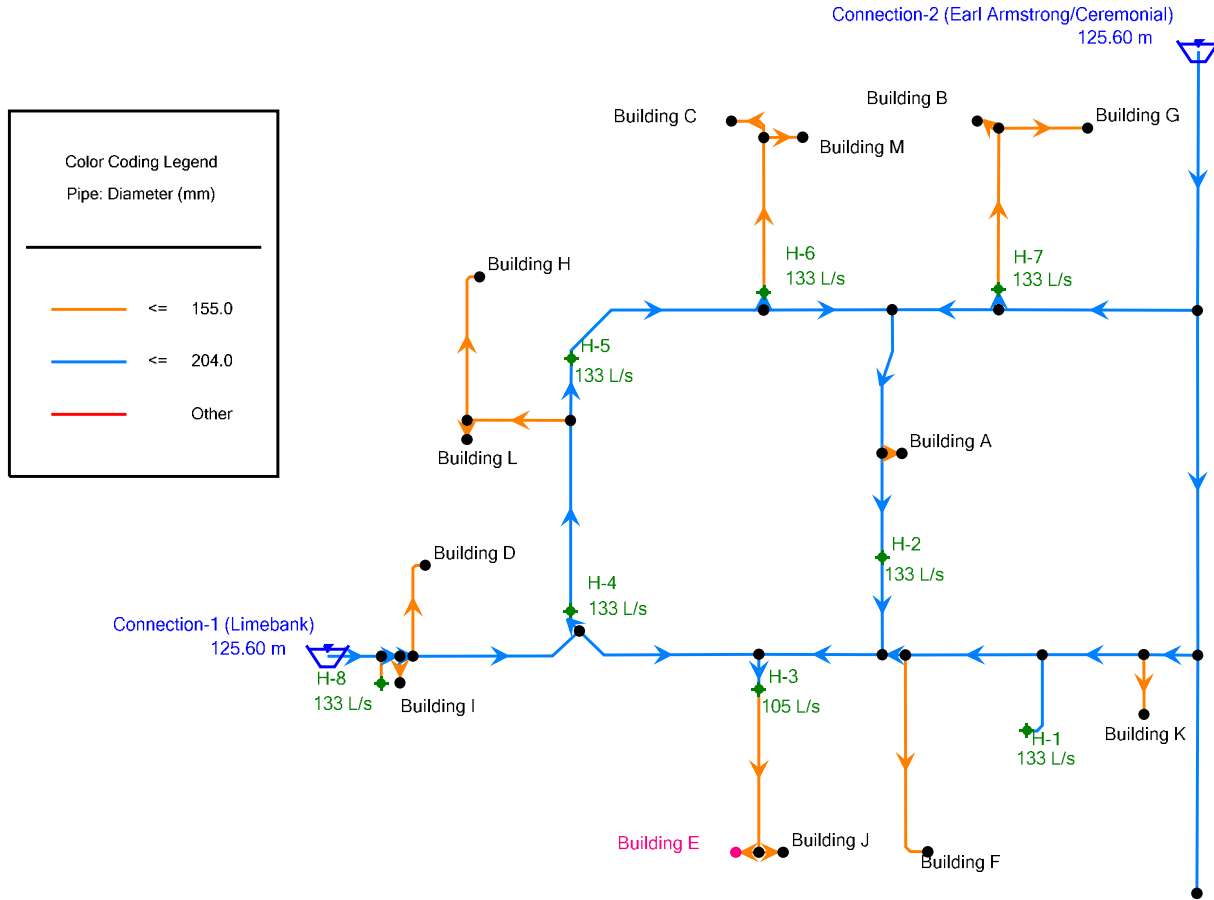 Connection-2 (Earl Armstrong/Ceremonial)
125.60 m
Building C
Building M
Building B
Building G
Color Coding Legend
Pipe: Diameter (mm)
<= 155.0
<= 204.0
Other
H-6
133 L/s
H-7
133 L/s
Building H
H-5
133 L/s
Building L
Building A
Building D
H-2
133 L/s
H-4
133 L/s
Connection-1 (Limebank)
125.60 m
H-8
133 L/s
Building I
H-3
105 L/s
H-1
133 L/s
Building K
Building E
Building J
Building F